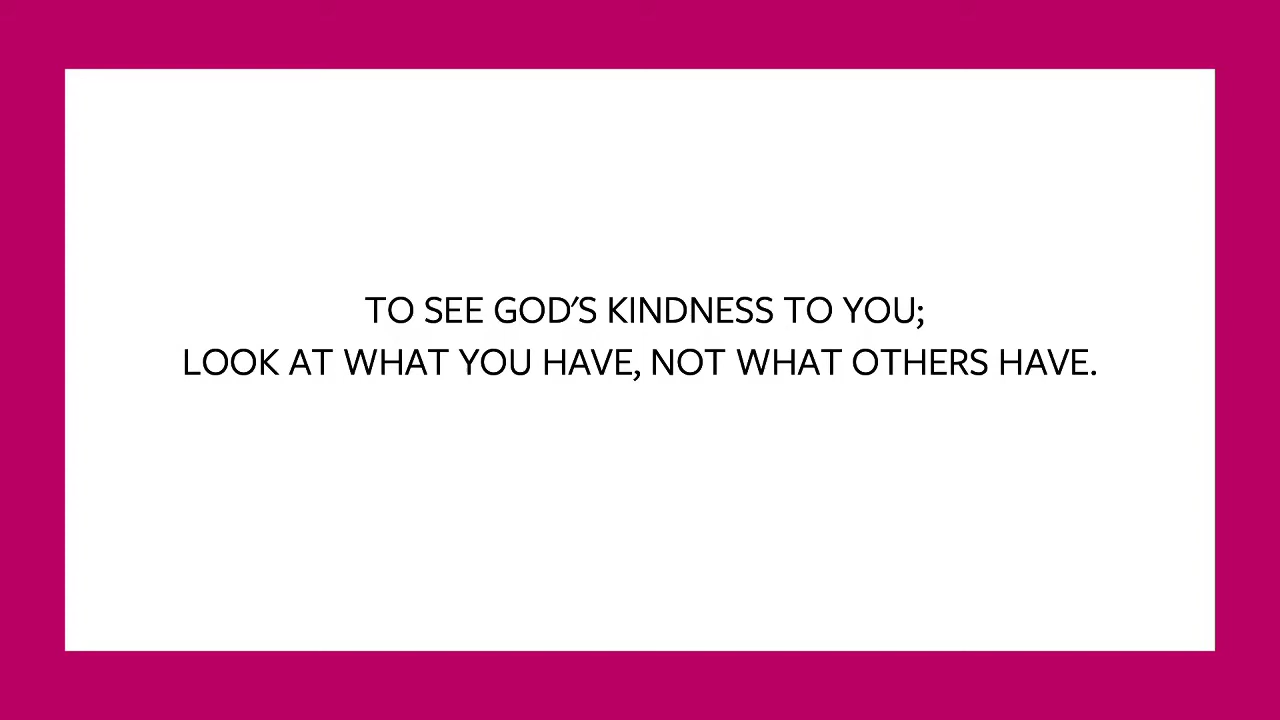 TO SEE GOD'S KINDNESS TO YOU;
LOOK AT WHAT YOU HAVE, NOT WHAT OTHERS HAVE.